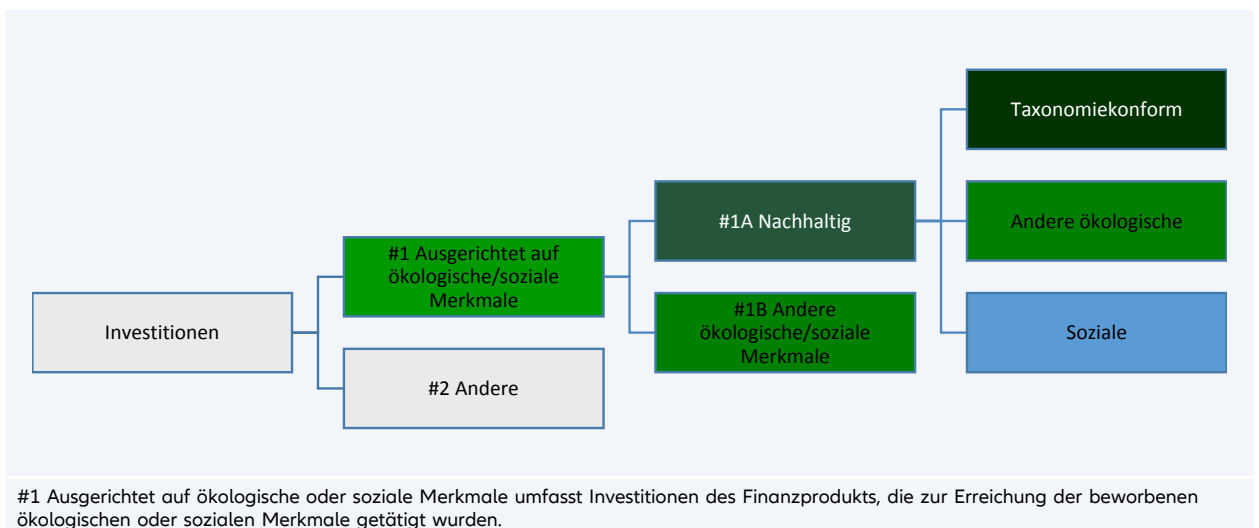 Taxonomiekonform
#1A Nachhaltig
Andere ökologische
#1 Ausgerichtet auf
ökologische/soziale
Merkmale
#1B Andere
ökologische/soziale
Merkmale
Investitionen
Soziale
#2 Andere
#1 Ausgerichtet auf ökologische oder soziale Merkmale umfasst Investitionen des Finanzprodukts, die zur Erreichung der beworbenen
ökologischen oder sozialen Merkmale getätigt wurden.